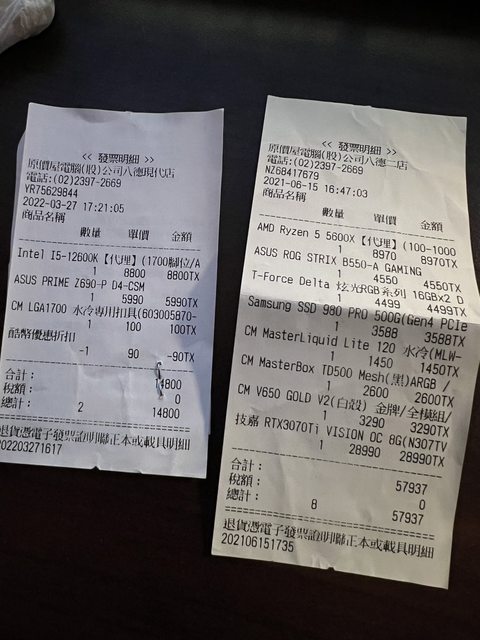 << 發票明細 >>
原價屋電腦(股)公司八德現代店
電話:(02)2397-2669
YR75629844
2022-03-27 17:21:05
商品名稱
數量 單價 金額
Intel I5-12600K【代理】(1700腳位/A
1 8800 8800TX
ASUS PRIME Z690-P D4-CSM
1 5990 5990TX
CM LGA1700 水冷專用扣具(603005870-
1 100 100TX
酷幣優惠折扣
-1 90 -90TX
合計: 14800
稅額: 0
總計: 2 14800
退貨憑電子發票證明聯正本或載具明細
202203271617
<< 發票明細 >>
原價屋電腦(股)公司八德二店
電話:(02)2397-2669
NZ68417679
2021-06-15 16:47:03
商品名稱
數量 單價 金額
AMD Ryzen 5 5600X【代理】(100-1000
1 8970 8970TX
ASUS ROG STRIX B550-A GAMING
1 4550 4550TX
T-Force Delta 炫光RGB系列 16GBx2 D
1 4499 4499TX
Samsung SSD 980 PRO 500G(Gen4 PCIe
1 3588 3588TX
CM MasterLiquid Lite 120 水冷(MLW-
1 1450 1450TX
CM MasterBox TD500 Mesh(黑)ARGB /
1 2600 2600TX
CM V650 GOLD V2(白殼) 金牌/全模組/
1 3290 3290TX
技嘉 RTX3070Ti VISION OC 8G(N307TV
1 28990 28990TX
合計: 57937
稅額: 0
總計: 8 57937
退貨憑電子發票證明聯正本或載具明細
202106151735